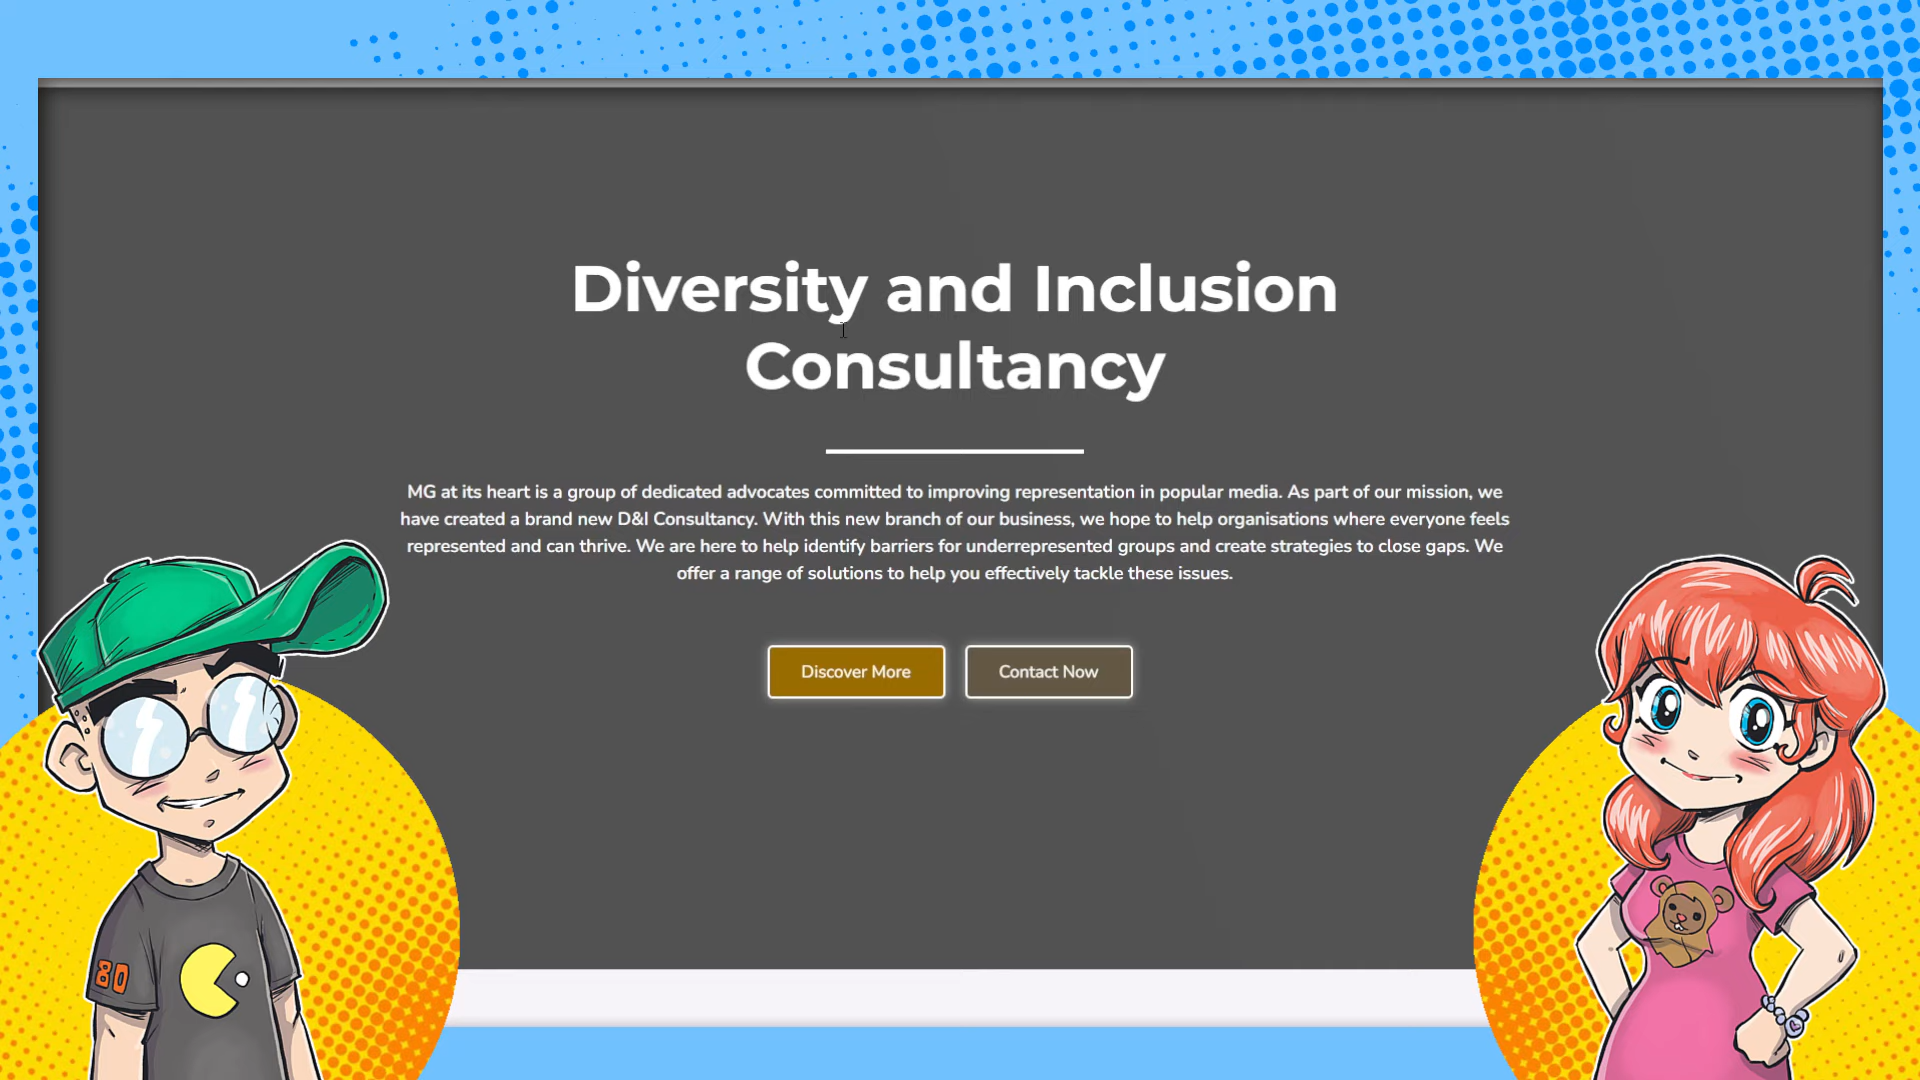 Diversity and Inclusion
Consultancy
MG at its heart is a group of dedicated advocates committed to improving representation in popular media. As part of our mission, we
have created a brand new D&I Consultancy. With this new branch of our business, we hope to help organisations where everyone feels
represented and can thrive. We are here to help identify barriers for underrepresented groups and create strategies to close gaps. We
offer a range of solutions to help you effectively tackle these issues.
Discover More
Contact Now
80